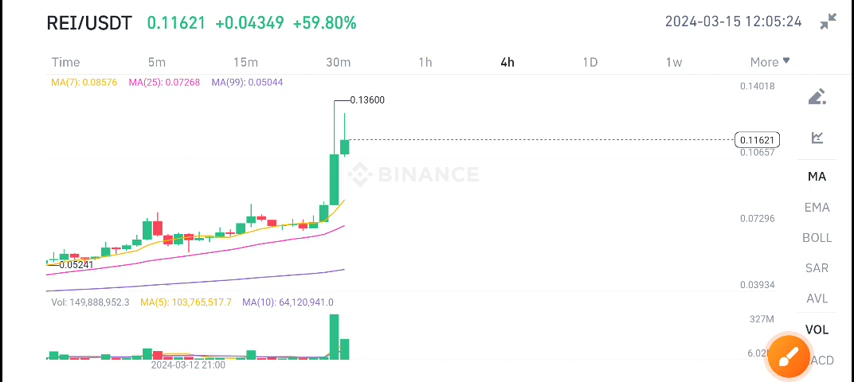 REI/USDT 0.11621 +0.04349 +59.80% 2024-03-15 12:05:24
Time 5m 15m 30m 1h 4h 1D 1w More
MA(7): 0.08576 MA(25): 0.07268 MA(99): 0.05044
0.14018
0.13600
0.11621
0.10657
BINANCE
0.07296
0.05241
0.03934
MA
EMA
BOLL
SAR
AVL
VOL
Vol: 149,888,952.3 MA(5): 103,765,517.7 MA(10): 64,120,941.0
327M
2024-03-12 21:00